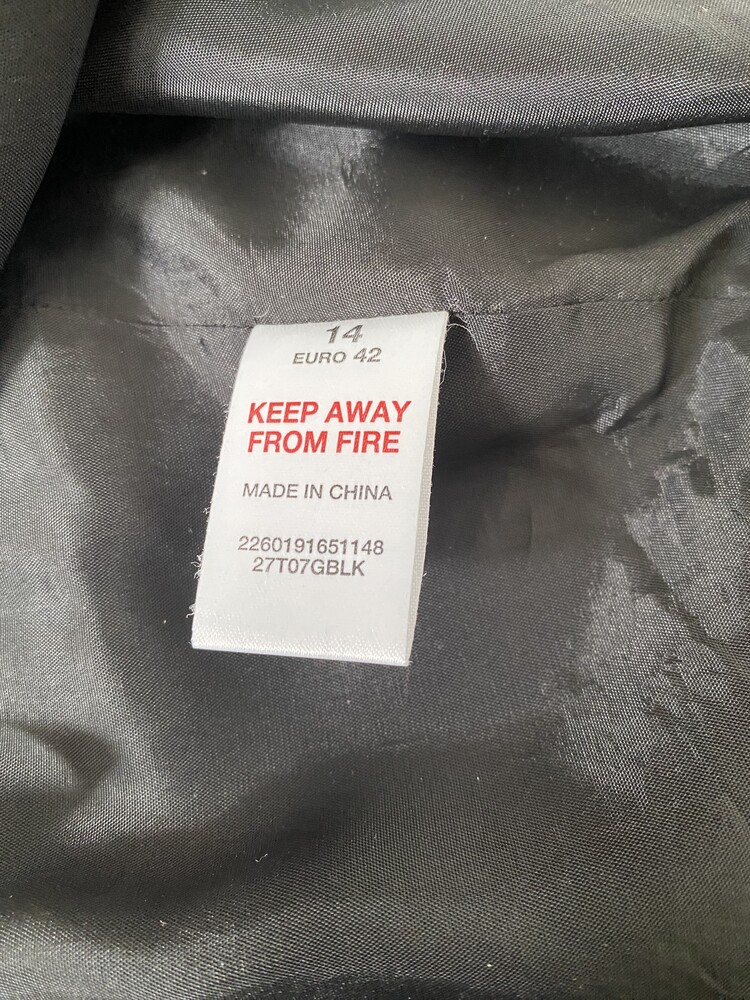 14
EURO 42
KEEP AWAY
FROM FIRE
MADE IN CHINA
2260191651148
27T07GBLK